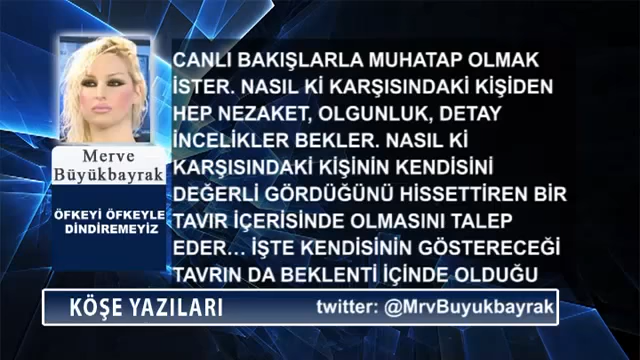 CANLI BAKIŞLARLA MUHATAP OLMAK
İSTER. NASIL Kİ KARŞISINDAKİ KİŞİDEN
HEP NEZAKET, OLGUNLUK, DETAY
İNCELİKLER BEKLER. NASIL Kİ
KARŞISINDAKİ KİŞİNİN KENDİSİNİ
DEĞERLİ GÖRDÜĞÜNÜ HİSSETTİREN BİR
TAVIR İÇERİSİNDE OLMASINI TALEP
EDER... İŞTE KENDİSİNİN GÖSTERECEĞİ
TAVRIN DA BEKLENTİ İÇİNDE OLDUĞU
Merve
Büyükbayrak
ÖFKEYİ ÖFKEYLE
DİNDİREMEYİZ
KÖŞE YAZILARI
twitter: @MrvBuyukbayrak